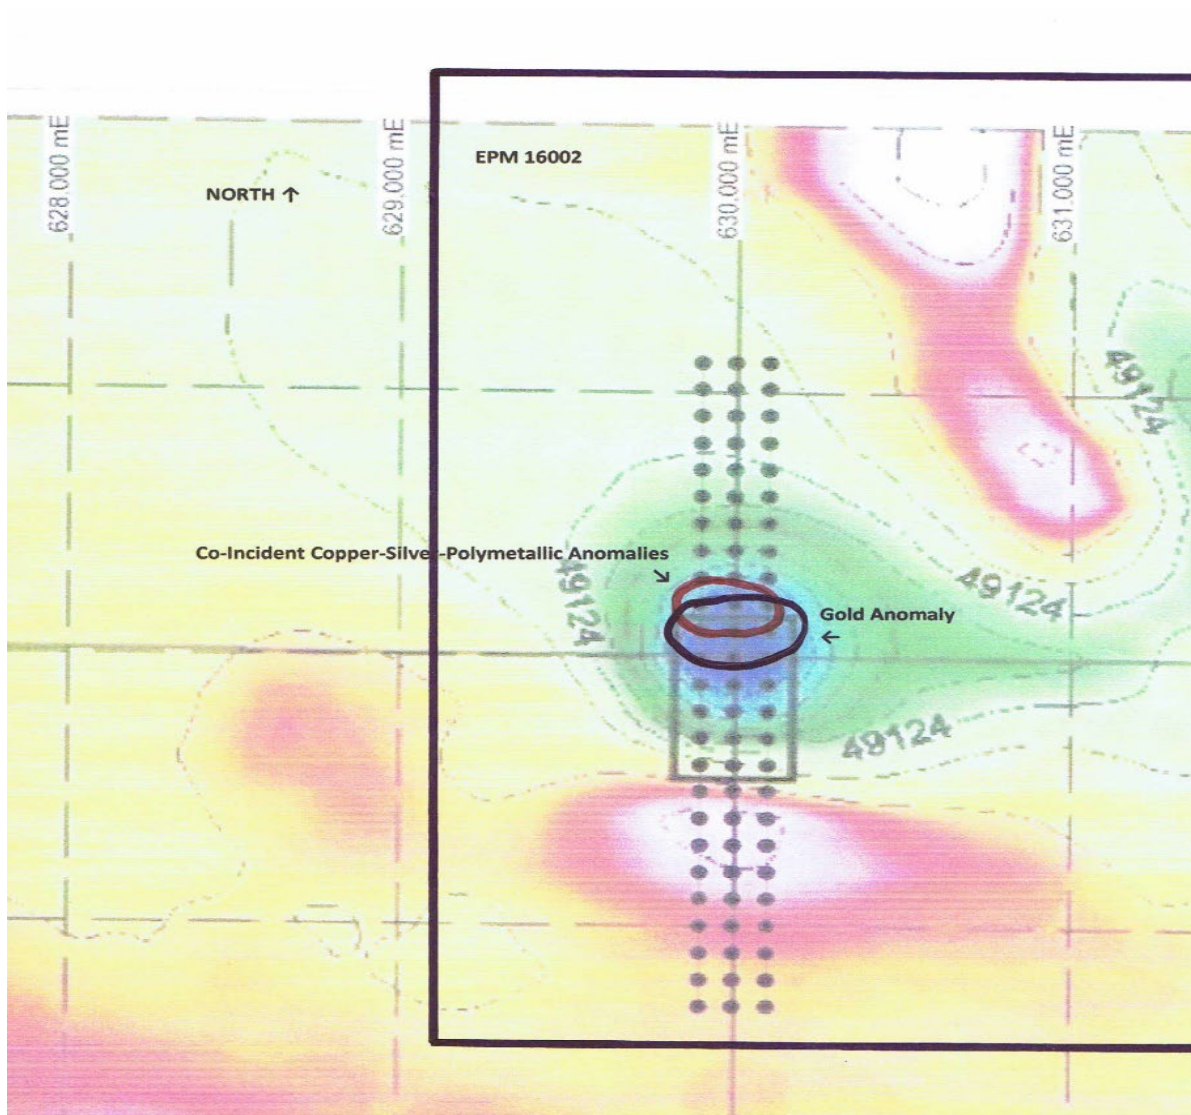 628.000 mE
629.000 mE
630.000 mE
631.000 mE
EPM 16002
NORTH ↑
49124
Co-Incident Copper-Silver-Polymetallic Anomalies
49124
49124
Gold Anomaly
49124